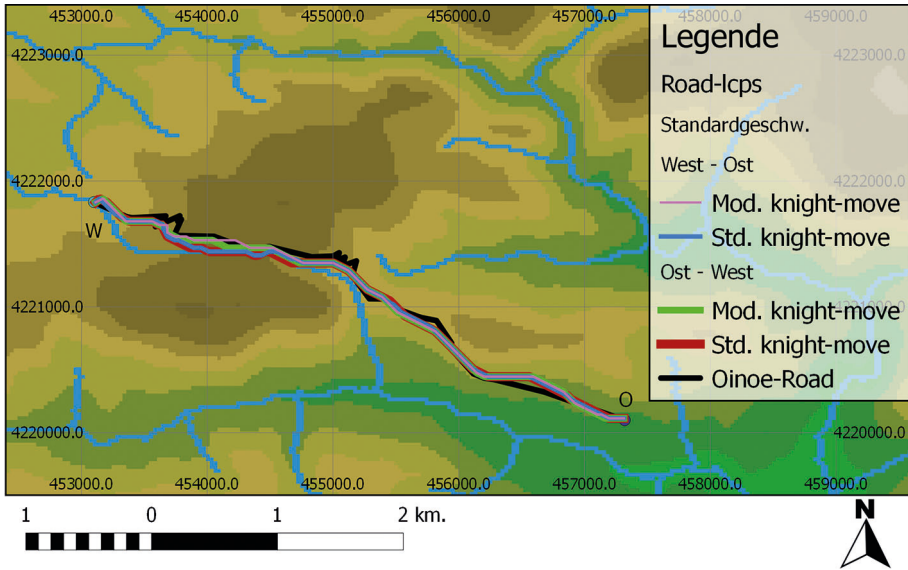 453000.0 454000.0 455000.0 456000.0 457000.0 458000.0 459000.0
4223000.0 4223000.0
4222000.0 4222000.0
4221000.0 4221000.0
4220000.0 4220000.0
W
O
Legende
Road-lcps
Standardgeschw.
West - Ost
Mod. knight-move
Std. knight-move
Ost - West
Mod. knight-move
Std. knight-move
Oinoe-Road
453000.0 454000.0 455000.0 456000.0 457000.0 458000.0 459000.0
1 0 1 2 km.
N